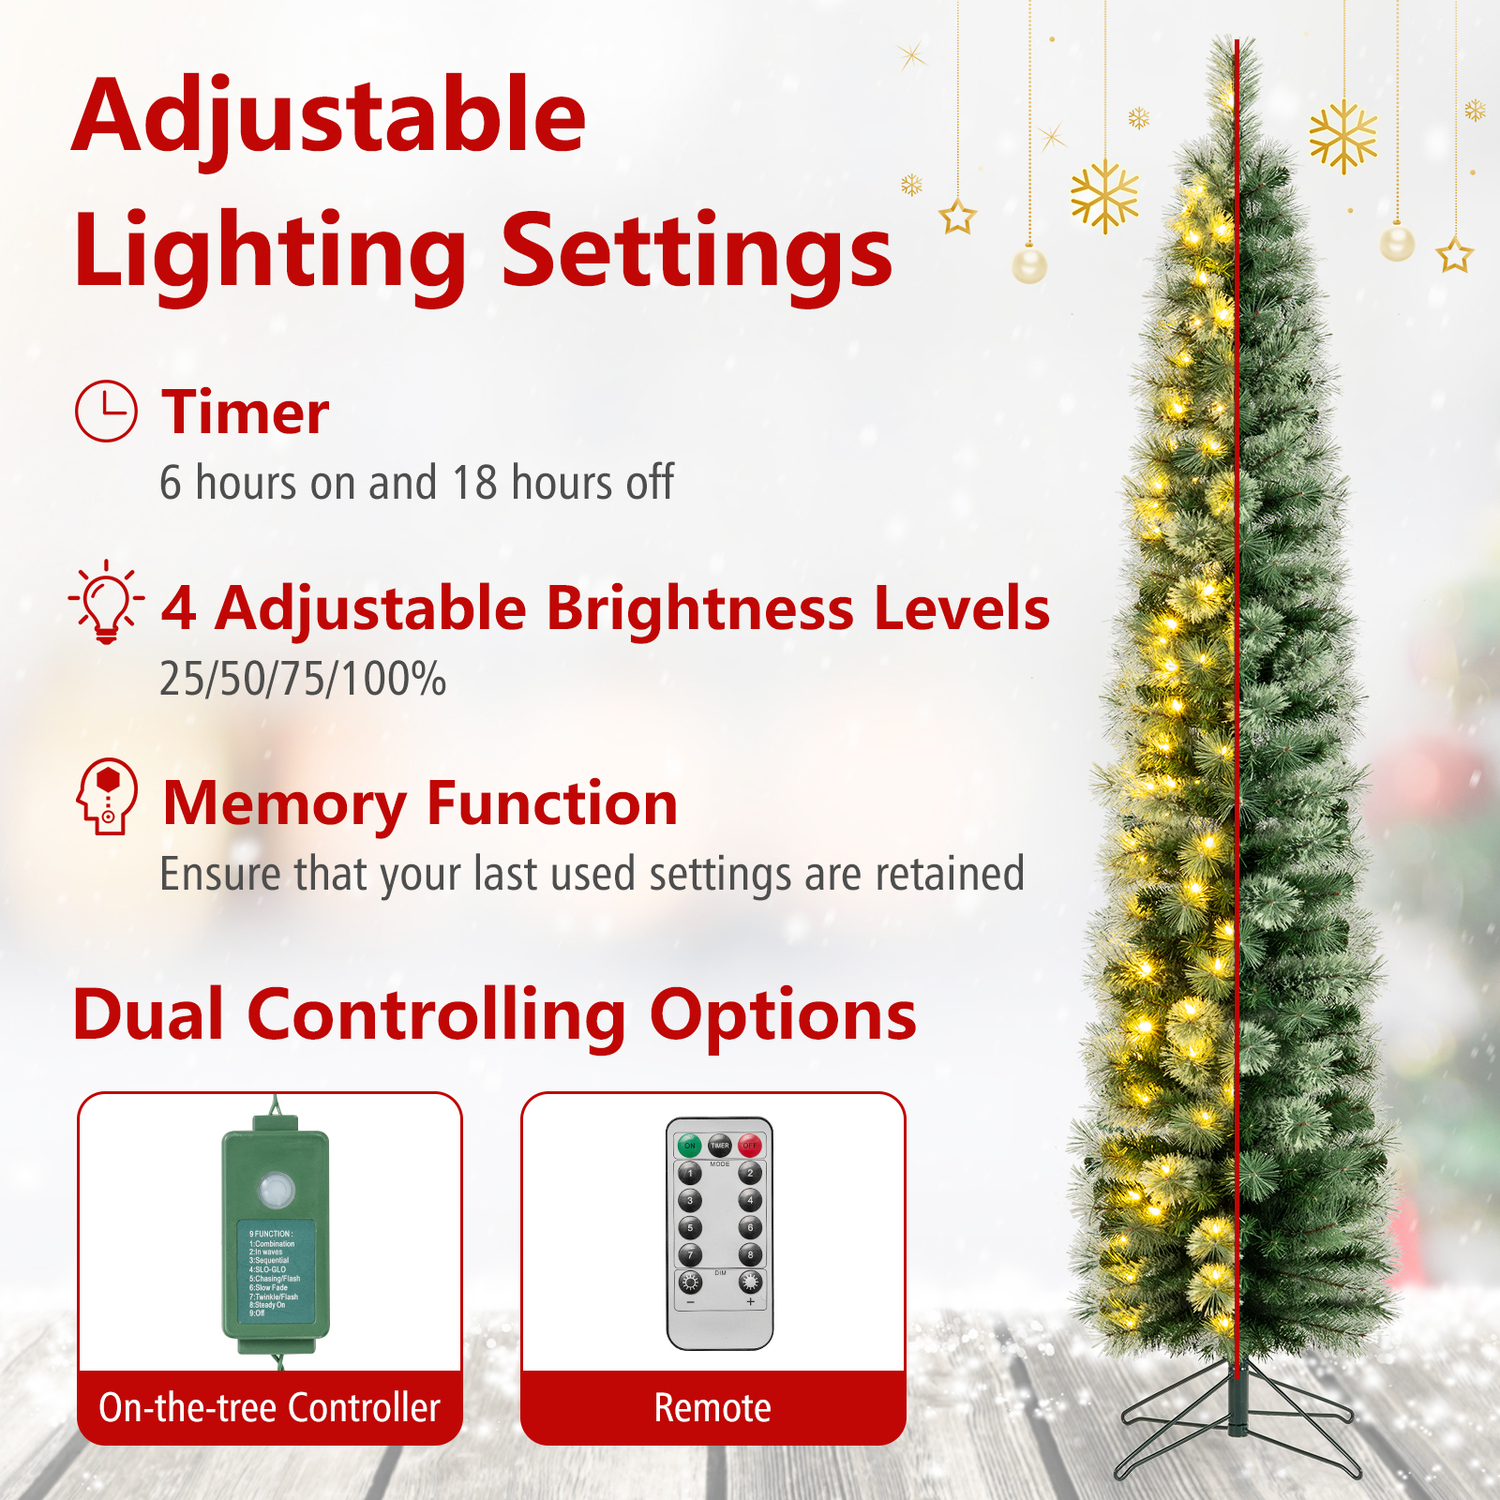 Adjustable
Lighting Settings
Timer
6 hours on and 18 hours off
4 Adjustable Brightness Levels
25/50/75/100%
Memory Function
Ensure that your last used settings are retained
Dual Controlling Options
9 FUNCTION :
1:Combination
2:In waves
3:Sequential
4:SLO-GLO
5:Chasing/Flash
6:Slow Fade
7:Twinkle/Flash
8:Steady On
9:Off
On-the-tree Controller
ON TIMER OFF
MODE
1 2
3 4
5 6
7 8
DIM
− +
Remote